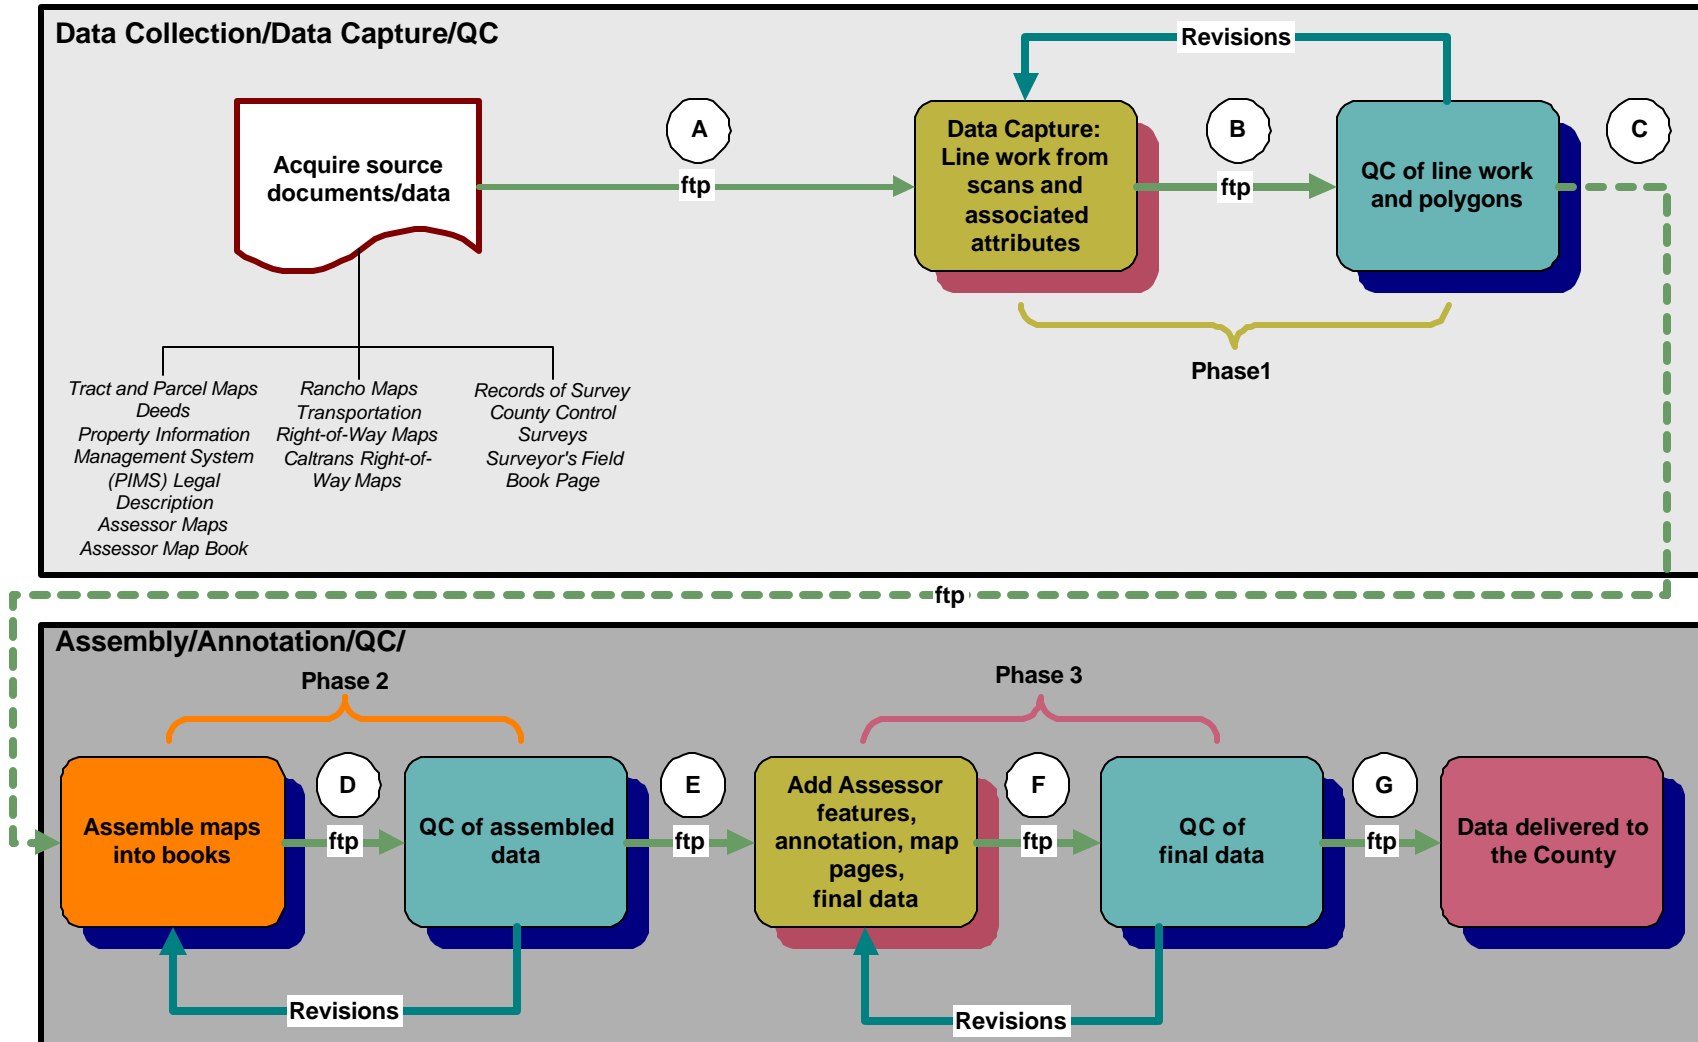 Data Collection/Data Capture/QC
Revisions
Acquire source
documents/data
A
ftp
Data Capture:
Line work from
scans and
associated
attributes
B
ftp
QC of line work
and polygons
C
Phase1
Tract and Parcel Maps
Deeds
Property Information
Management System
(PIMS) Legal
Description
Assessor Maps
Assessor Map Book
Rancho Maps
Transportation
Right-of-Way Maps
Caltrans Right-of-
Way Maps
Records of Survey
County Control
Surveys
Surveyor's Field
Book Page
ftp
Assembly/Annotation/QC/
Phase 2
Phase 3
Assemble maps
into books
D
ftp
QC of assembled
data
E
ftp
Add Assessor
features,
annotation, map
pages,
final data
F
ftp
QC of
final data
G
ftp
Data delivered to
the County
Revisions
Revisions